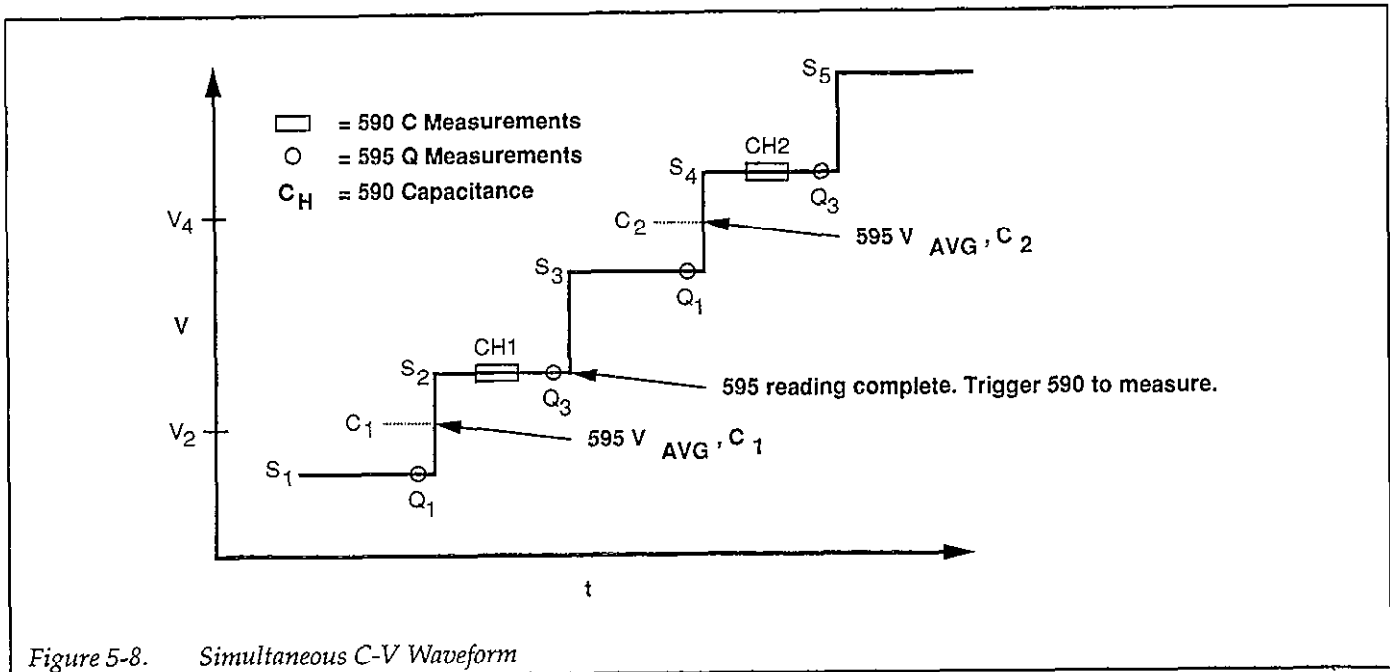 S5
= 590 C Measurements
= 595 Q Measurements
CH = 590 Capacitance
CH2
S4
Q3
V4
C2
595 V AVG , C 2
S3
Q1
V
CH1
S2
Q3
595 reading complete. Trigger 590 to measure.
C1
V2
595 V AVG , C 1
S1
Q1
t
Figure 5-8. Simultaneous C-V Waveform